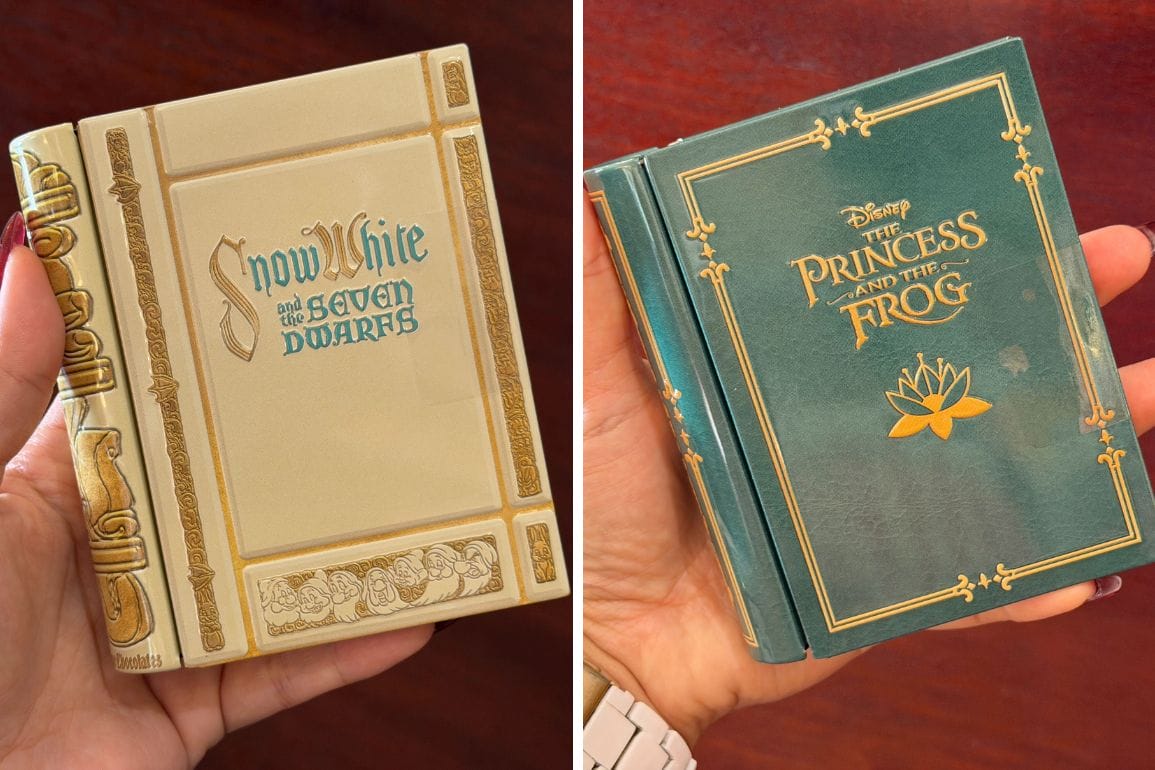 Snow White
and the SEVEN
DWARFS
Chocolates
Disney
THE
PRINCESS
AND THE
FROG